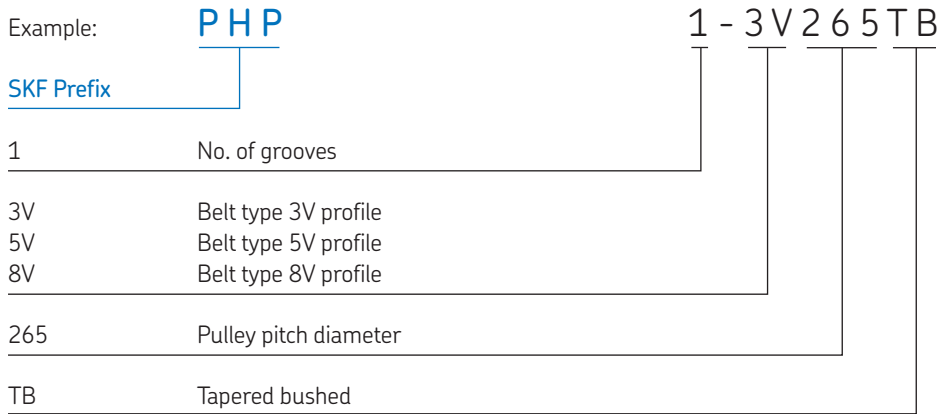 Example: PHP 1-3V265TB
SKF Prefix
1 No. of grooves
3V Belt type 3V profile
5V Belt type 5V profile
8V Belt type 8V profile
265 Pulley pitch diameter
TB Tapered bushed